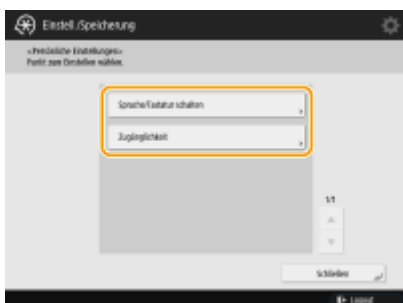 Einstell./Speicherung
<Persönliche Einstellungen>
Punkt zum Einstellen wählen.
Sprache/Tastatur schalten
Zugänglichkeit
1/1
Schließen
Logout